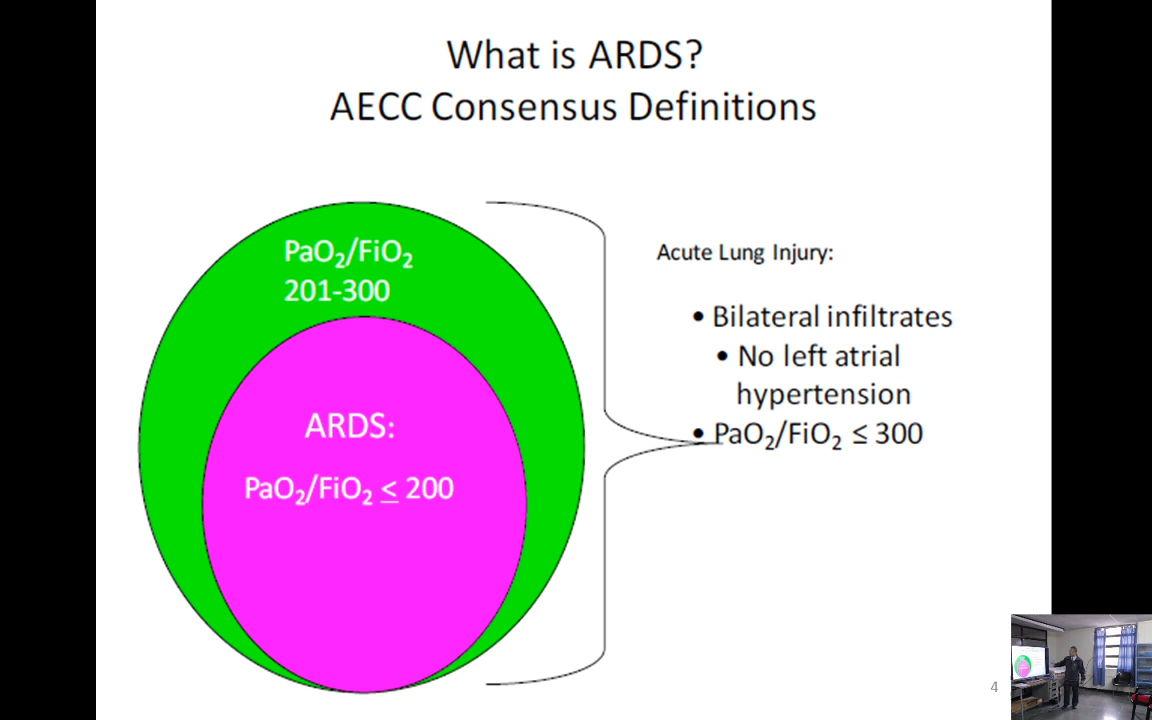 What is ARDS?
AECC Consensus Definitions
PaO₂/FiO₂
201-300
ARDS:
PaO₂/FiO₂ ≤ 200
Acute Lung Injury:
• Bilateral infiltrates
• No left atrial
hypertension
• PaO₂/FiO₂ ≤ 300
4